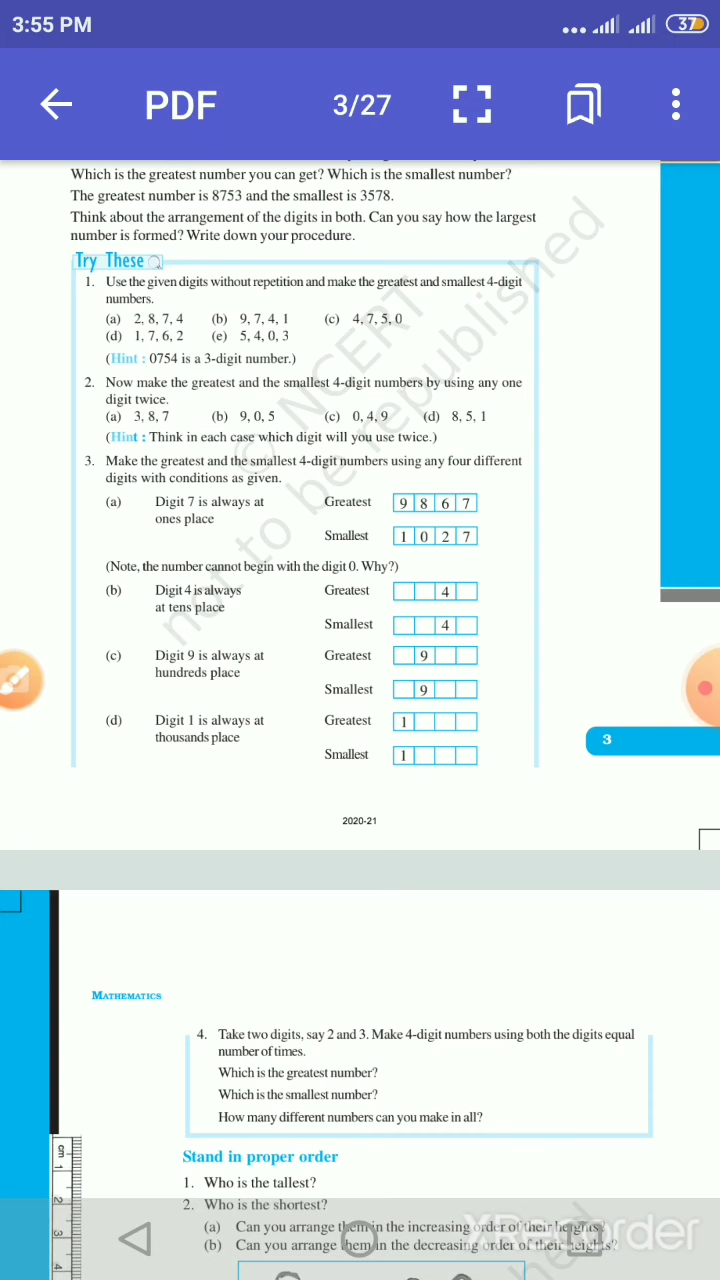 3:55 PM
37
PDF
3/27
Which is the greatest number you can get? Which is the smallest number?
The greatest number is 8753 and the smallest is 3578.
Think about the arrangement of the digits in both. Can you say how the largest
number is formed? Write down your procedure.
Try These
1. Use the given digits without repetition and make the greatest and smallest 4-digit
numbers.
(a) 2, 8, 7, 4 (b) 9, 7, 4, 1 (c) 4, 7, 5, 0
(d) 1, 7, 6, 2 (e) 5, 4, 0, 3
(Hint : 0754 is a 3-digit number.)
2. Now make the greatest and the smallest 4-digit numbers by using any one
digit twice.
(a) 3, 8, 7 (b) 9, 0, 5 (c) 0, 4, 9 (d) 8, 5, 1
(Hint : Think in each case which digit will you use twice.)
3. Make the greatest and the smallest 4-digit numbers using any four different
digits with conditions as given.
(a) Digit 7 is always at Greatest 9 8 6 7
ones place
Smallest 1 0 2 7
(Note, the number cannot begin with the digit 0. Why?)
(b) Digit 4 is always Greatest 4
at tens place
Smallest 4
(c) Digit 9 is always at Greatest 9
hundreds place
Smallest 9
(d) Digit 1 is always at Greatest 1
thousands place
Smallest 1
© NCERT
not to be republished
3
2020-21
MATHEMATICS
4. Take two digits, say 2 and 3. Make 4-digit numbers using both the digits equal
number of times.
Which is the greatest number?
Which is the smallest number?
How many different numbers can you make in all?
Stand in proper order
1. Who is the tallest?
2. Who is the shortest?
(a) Can you arrange them in the increasing order of their heights?
(b) Can you arrange them in the decreasing order of their heights?
cm 1 2 3 4